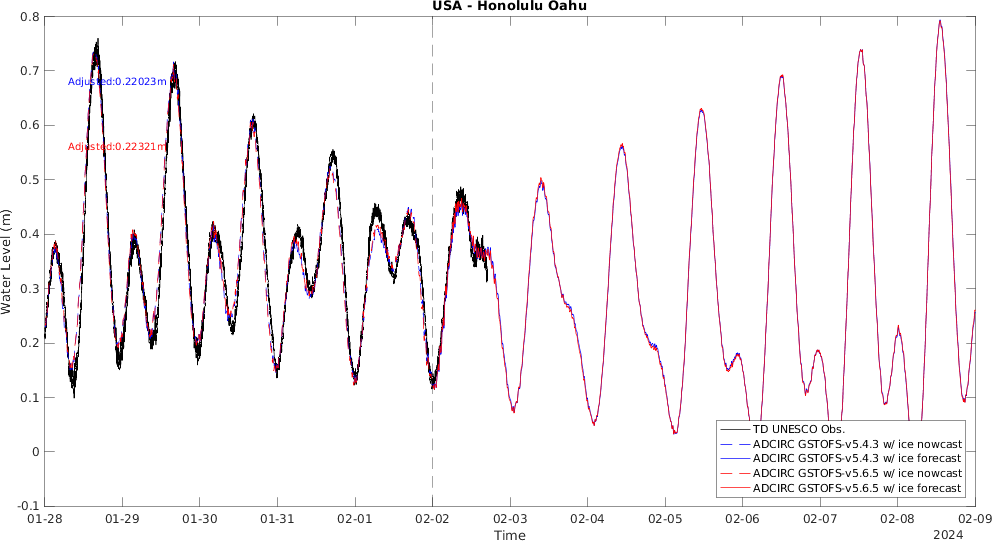 USA - Honolulu Oahu
0.8
0.7
0.6
0.5
0.4
0.3
0.2
0.1
0
-0.1
Water Level (m)
Adjusted:0.22023m
Adjusted:0.22321m
TD UNESCO Obs.
ADCIRC GSTOFS-v5.4.3 w/ ice nowcast
ADCIRC GSTOFS-v5.4.3 w/ ice forecast
ADCIRC GSTOFS-v5.6.5 w/ ice nowcast
ADCIRC GSTOFS-v5.6.5 w/ ice forecast
01-28 01-29 01-30 01-31 02-01 02-02 02-03 02-04 02-05 02-06 02-07 02-08 02-09
Time
2024